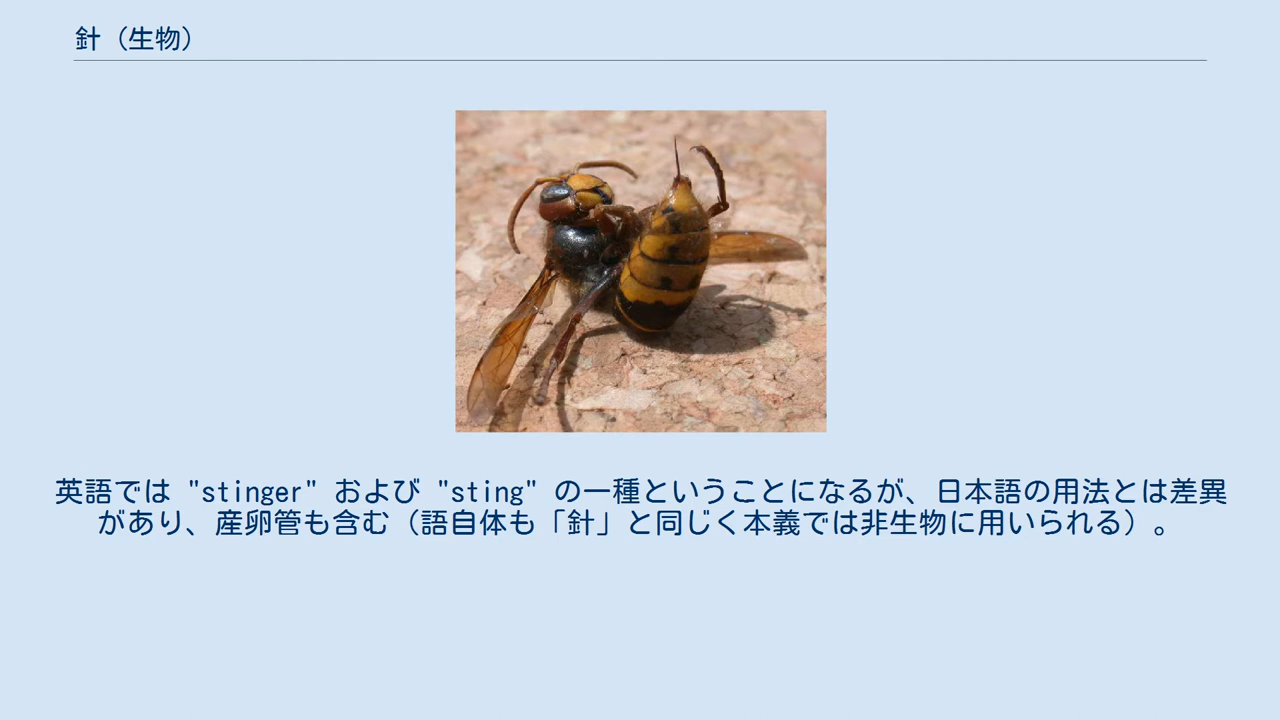 針（生物）
英語では "stinger" および "sting" の一種ということになるが、日本語の用法とは差異
があり、産卵管も含む（語自体も「針」と同じく本義では非生物に用いられる）。